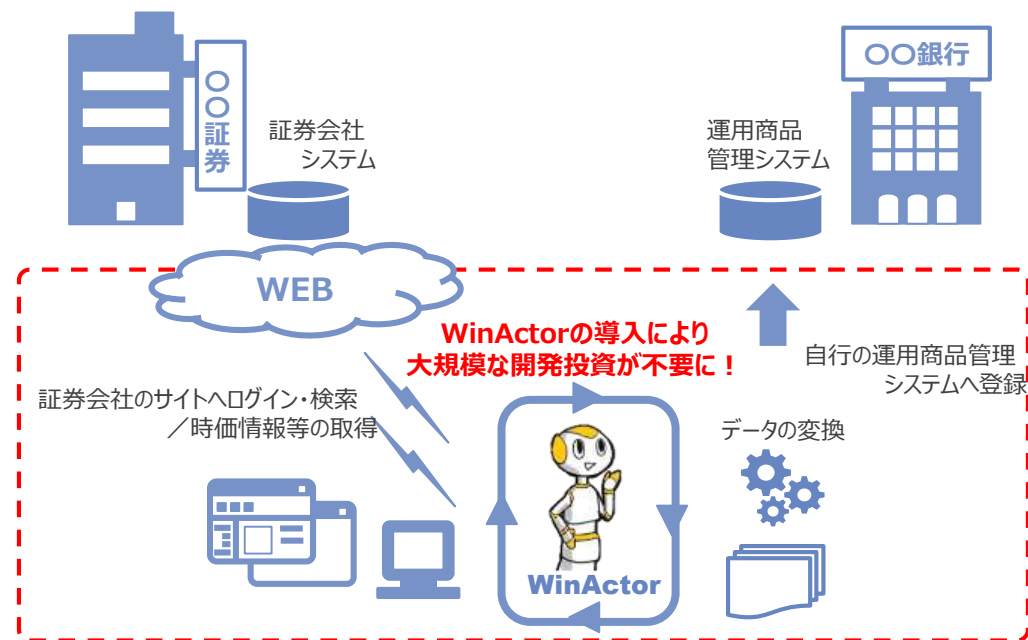 〇〇証券
証券会社
システム
運用商品
管理システム
〇〇銀行
WEB
WinActorの導入により
大規模な開発投資が不要に！
自行の運用商品管理
システムへ登録
証券会社のサイトへログイン・検索
／時価情報等の取得
データの変換
WinActor